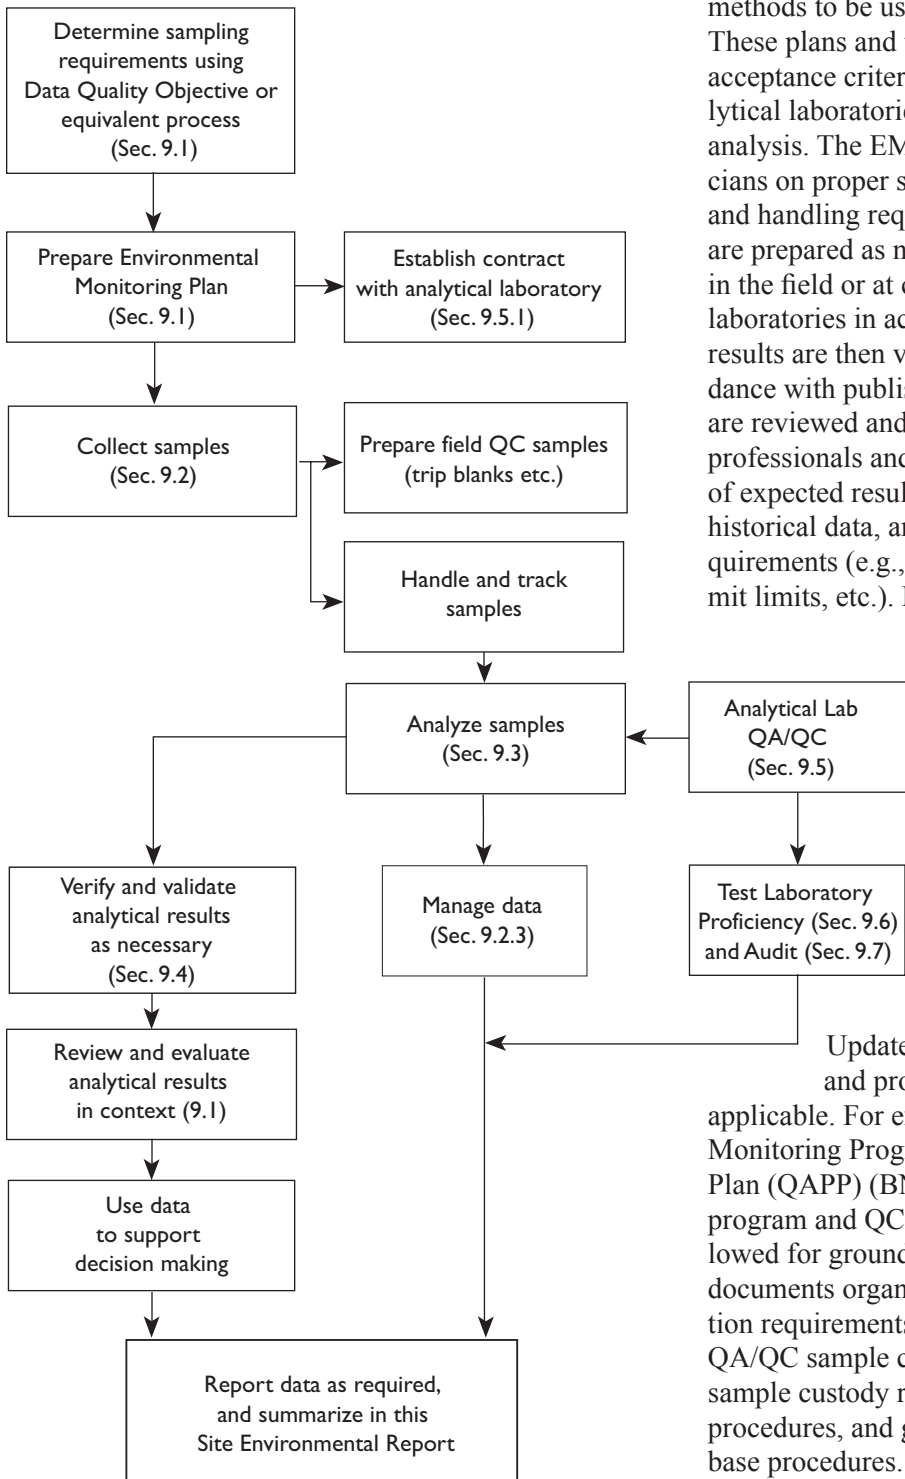 Determine sampling
requirements using
Data Quality Objective or
equivalent process
(Sec. 9.1)
Prepare Environmental
Monitoring Plan
(Sec. 9.1)
Establish contract
with analytical laboratory
(Sec. 9.5.1)
Collect samples
(Sec. 9.2)
Prepare field QC samples
(trip blanks etc.)
Handle and track
samples
Analyze samples
(Sec. 9.3)
Analytical Lab
QA/QC
(Sec. 9.5)
Verify and validate
analytical results
as necessary
(Sec. 9.4)
Manage data
(Sec. 9.2.3)
Test Laboratory
Proficiency (Sec. 9.6)
and Audit (Sec. 9.7)
Review and evaluate
analytical results
in context (9.1)
Use data
to support
decision making
Report data as required,
and summarize in this
Site Environmental Report
methods to be us
These plans and
acceptance criter
lytical laboratorie
analysis. The EM
cians on proper s
and handling req
are prepared as n
in the field or at
laboratories in ac
results are then v
dance with publis
are reviewed and
professionals and
of expected resul
historical data, ar
quirements (e.g.,
mit limits, etc.).
Update
and pro
applicable. For e
Monitoring Prog
Plan (QAPP) (BN
program and QC
lowed for ground
documents organ
tion requirements
QA/QC sample c
sample custody r
procedures, and g
base procedures.